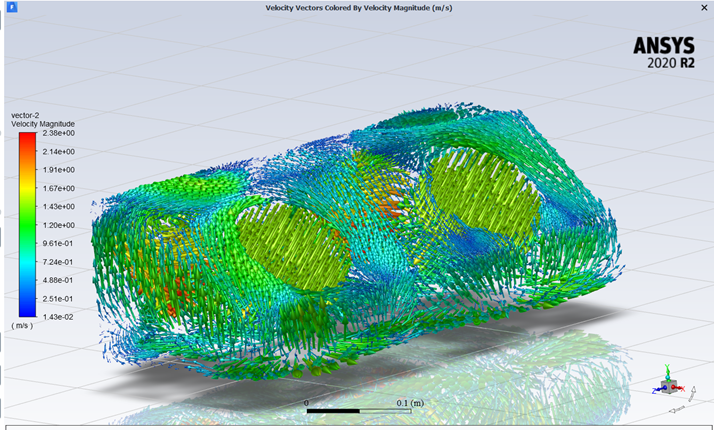 Velocity Vectors Colored By Velocity Magnitude (m/s)
ANSYS
2020 R2
vector-2
Velocity Magnitude
2.38e+00
2.14e+00
1.91e+00
1.67e+00
1.43e+00
1.20e+00
9.61e-01
7.24e-01
4.88e-01
2.51e-01
1.43e-02
( m/s )
0
0.1 (m)